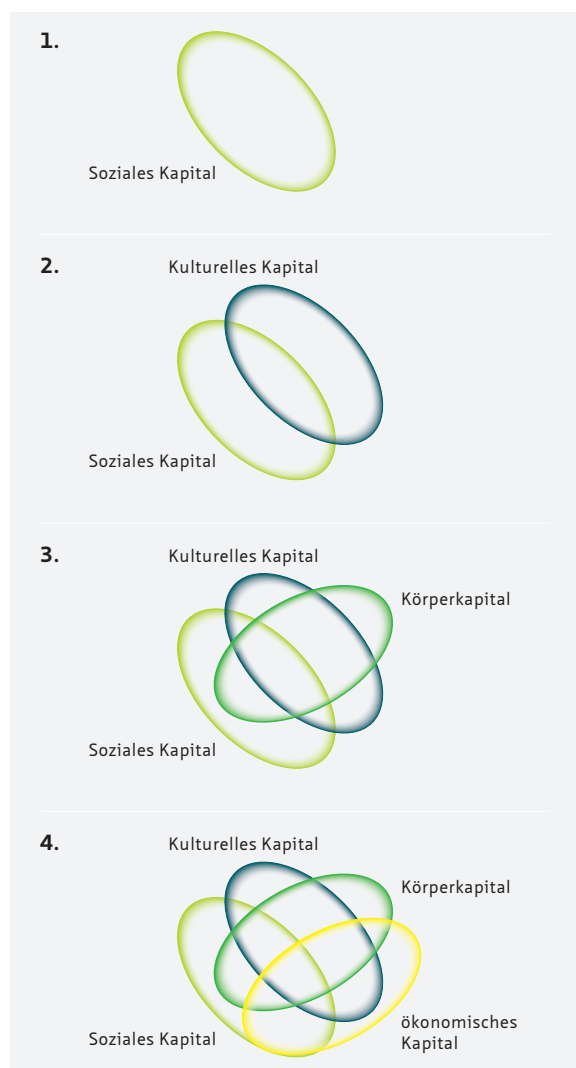 1.
Soziales Kapital
2.
Kulturelles Kapital
Soziales Kapital
3.
Kulturelles Kapital
Körperkapital
Soziales Kapital
4.
Kulturelles Kapital
Körperkapital
Soziales Kapital
ökonomisches
Kapital